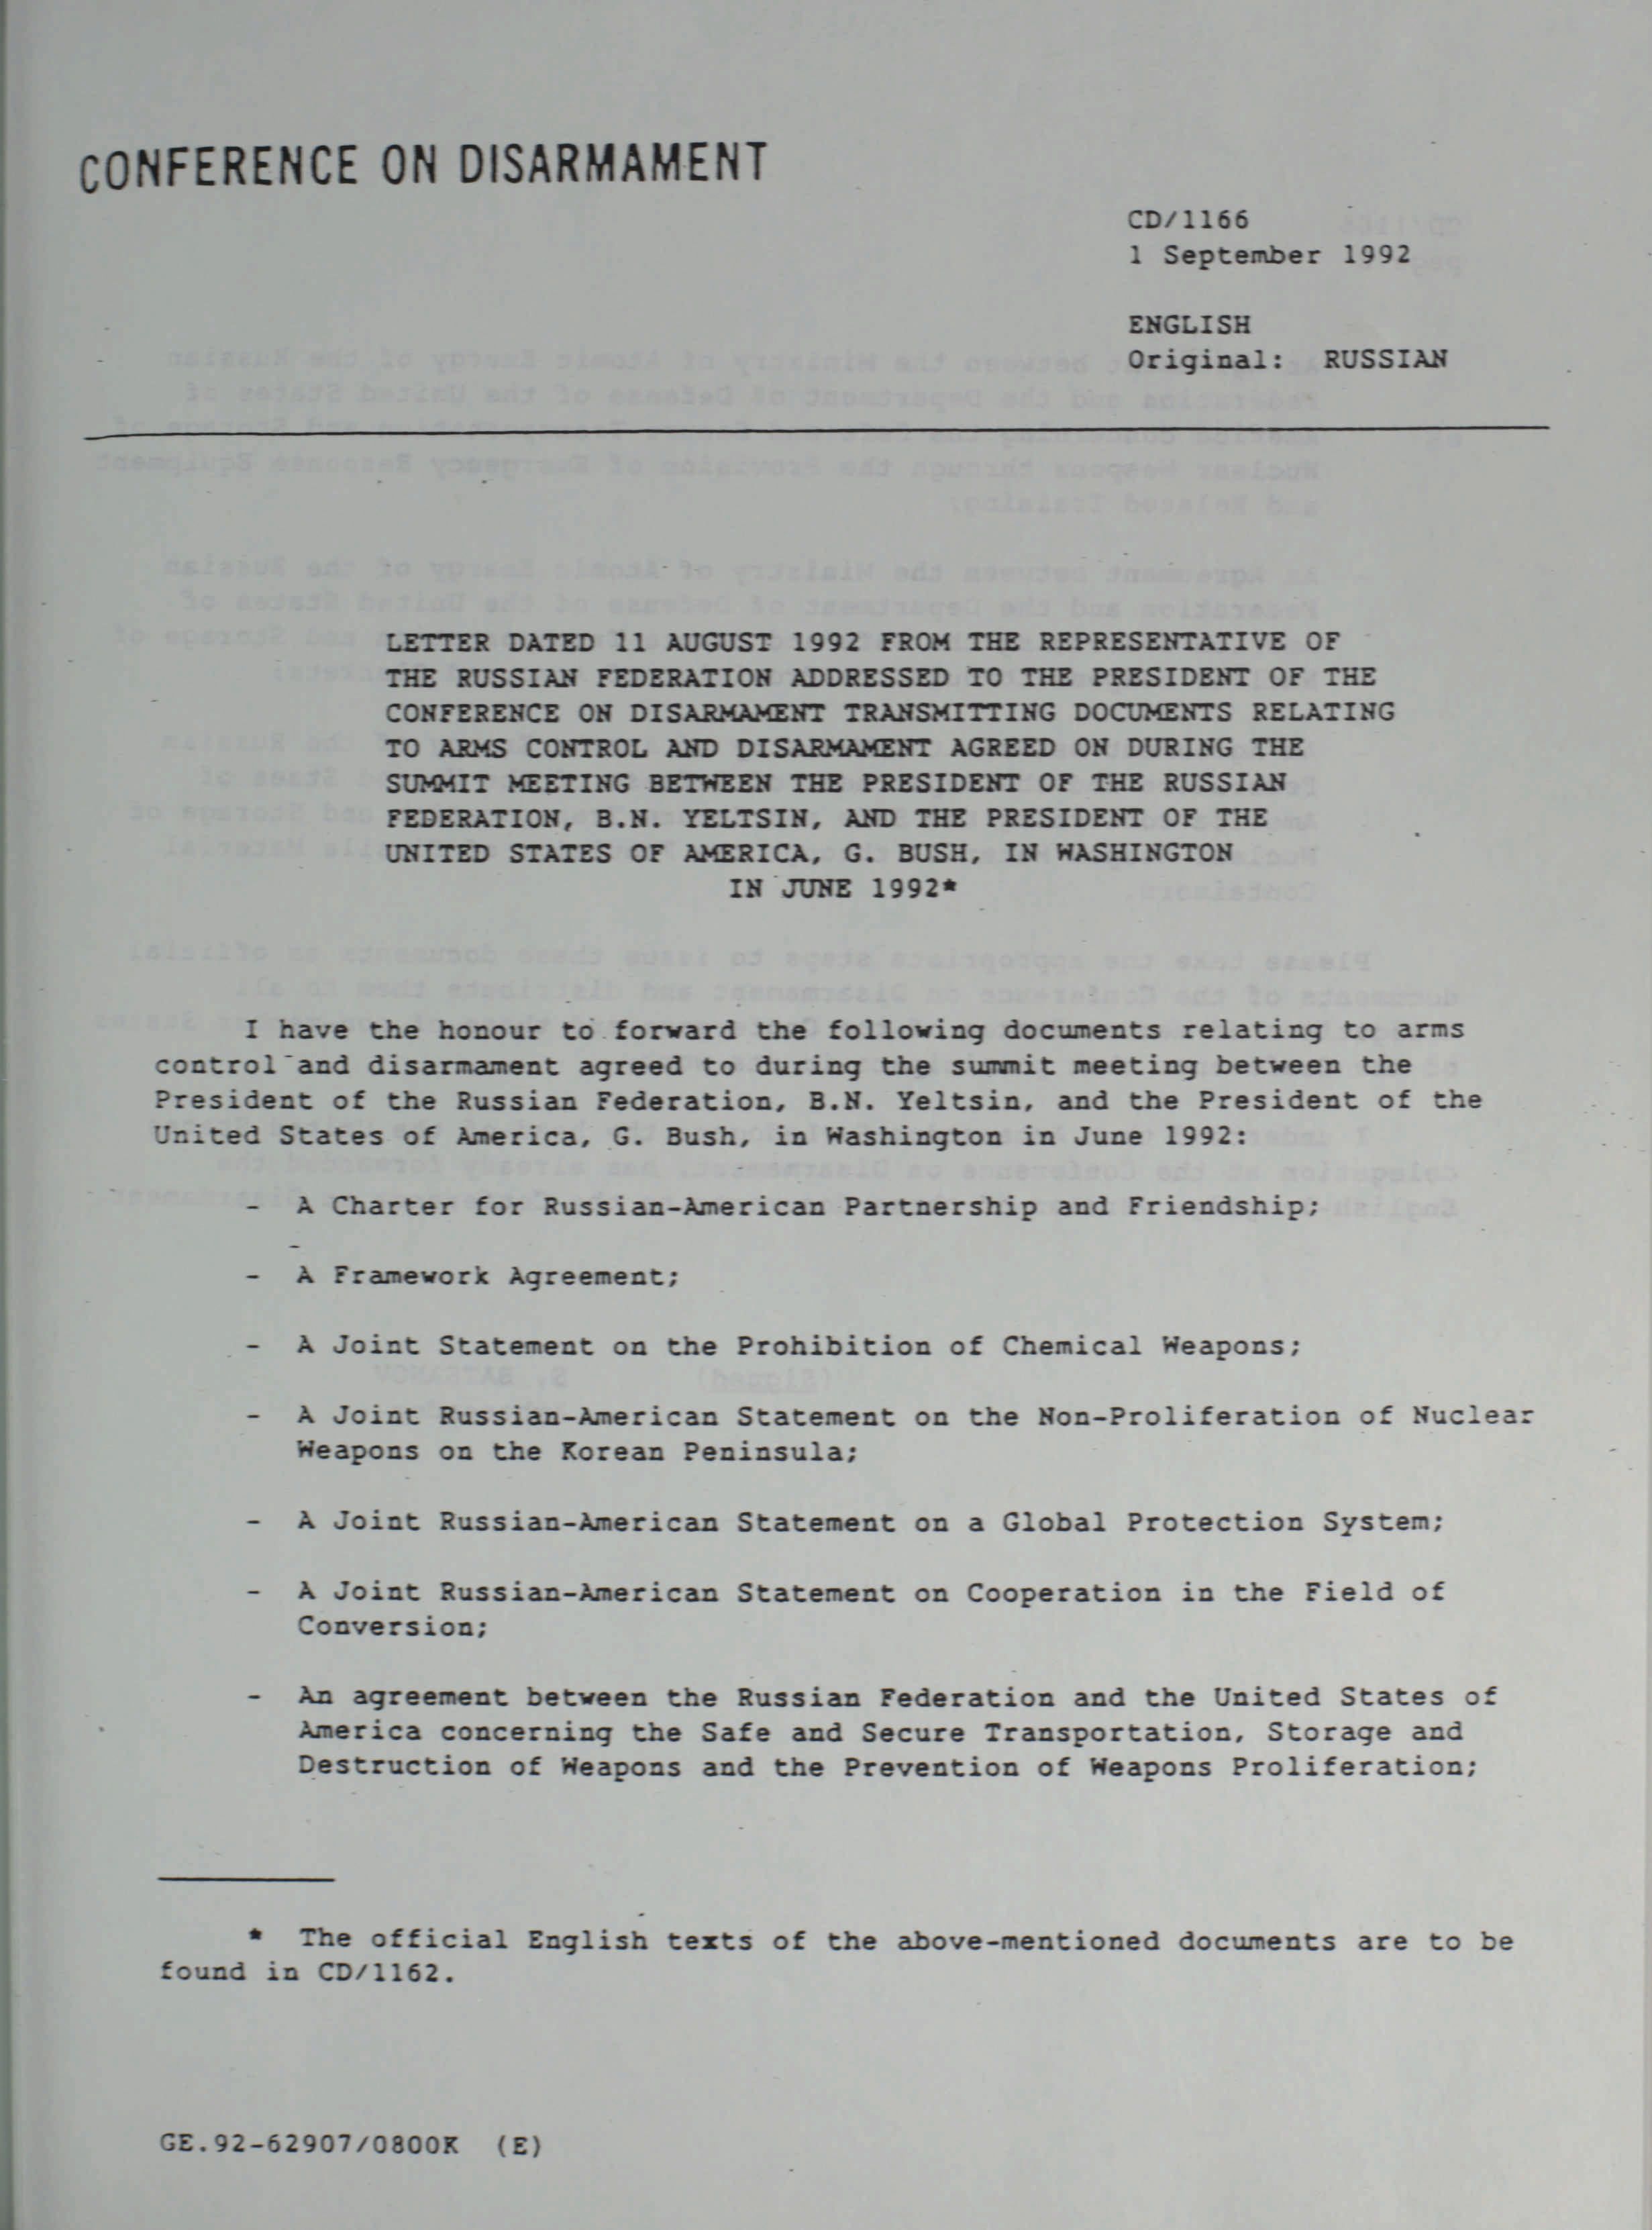 CONFERENCE ON DISARMAMENT
CD/1166
1 September 1992
ENGLISH
Original: RUSSIAN
LETTER DATED 11 AUGUST 1992 FROM THE REPRESENTATIVE OF
THE RUSSIAN FEDERATION ADDRESSED TO THE PRESIDENT OF THE
CONFERENCE ON DISARMAMENT TRANSMITTING DOCUMENTS RELATING
TO ARMS CONTROL AND DISARMAMENT AGREED ON DURING THE
SUMMIT MEETING BETWEEN THE PRESIDENT OF THE RUSSIAN
FEDERATION, B.N. YELTSIN, AND THE PRESIDENT OF THE
UNITED STATES OF AMERICA, G. BUSH, IN WASHINGTON
IN JUNE 1992*
I have the honour to forward the following documents relating to arms
control and disarmament agreed to during the summit meeting between the
President of the Russian Federation, B.N. Yeltsin, and the President of the
United States of America, G. Bush, in Washington in June 1992:
- A Charter for Russian-American Partnership and Friendship;
- A Framework Agreement;
- A Joint Statement on the Prohibition of Chemical Weapons;
- A Joint Russian-American Statement on the Non-Proliferation of Nuclear
Weapons on the Korean Peninsula;
- A Joint Russian-American Statement on a Global Protection System;
- A Joint Russian-American Statement on Cooperation in the Field of
Conversion;
- An agreement between the Russian Federation and the United States of
America concerning the Safe and Secure Transportation, Storage and
Destruction of Weapons and the Prevention of Weapons Proliferation;
* The official English texts of the above-mentioned documents are to be
found in CD/1162.
GE.92-62907/0800K (E)